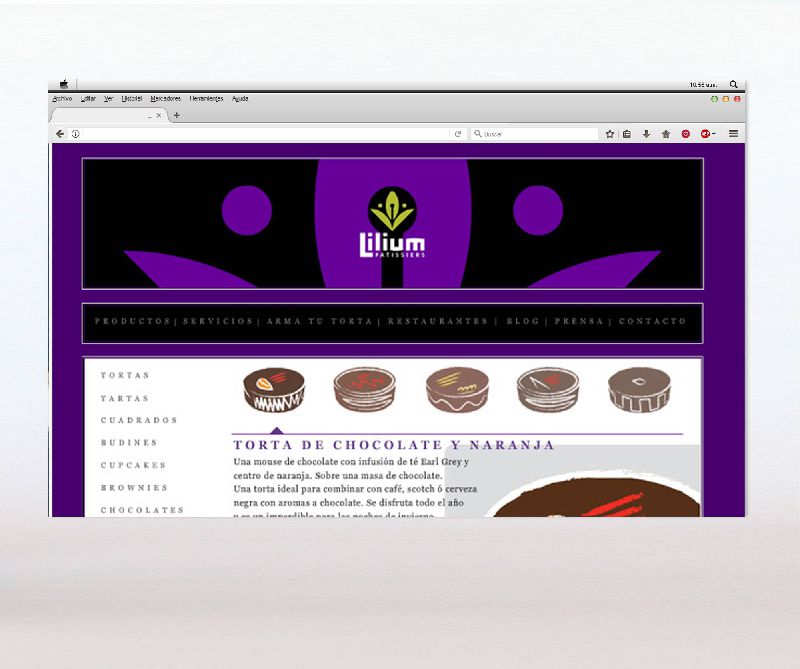 10:56 a.m.
Archivo Editar Ver Historial Marcadores Herramientas Ayuda
Buscar
Lilium
PATISSIERS
PRODUCTOS | SERVICIOS | ARMA TU TORTA | RESTAURANTES | BLOG | PRENSA | CONTACTO
TORTAS
TARTAS
CUADRADOS
BUDINES
CUPCAKES
BROWNIES
CHOCOLATES
TORTA DE CHOCOLATE Y NARANJA
Una mouse de chocolate con infusión de té Earl Grey y
centro de naranja. Sobre una masa de chocolate.
Una torta ideal para combinar con café, scotch ó cerveza
negra con aromas a chocolate. Se disfruta todo el año
y es un imperdible para las noches de invierno